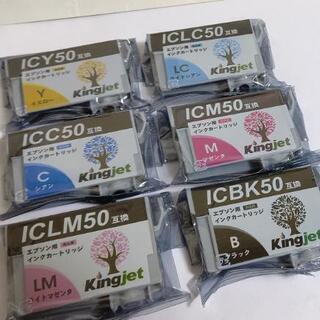 ICY50 互換
エプソン用
インクカートリッジ
Y
イエロー
Kingjet
ICLC50 互換
エプソン用
インクカートリッジ
LC
ライトシアン
Kingjet
ICC50 互換
エプソン用
インクカートリッジ
C
シアン
Kingjet
ICM50 互換
エプソン用
インクカートリッジ
M
マゼンタ
Kingjet
ICLM50 互換
エプソン用
インクカートリッジ
LM
ライトマゼンタ
Kingjet
ICBK50 互換
エプソン用
インクカートリッジ
B
ブラック
Kingjet